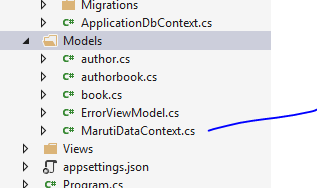 Migrations
C# ApplicationDbContext.cs
Models
C# author.cs
C# authorbook.cs
C# book.cs
C# ErrorViewModel.cs
C# MarutiDataContext.cs
Views
appsettings.json
C# Program.cs